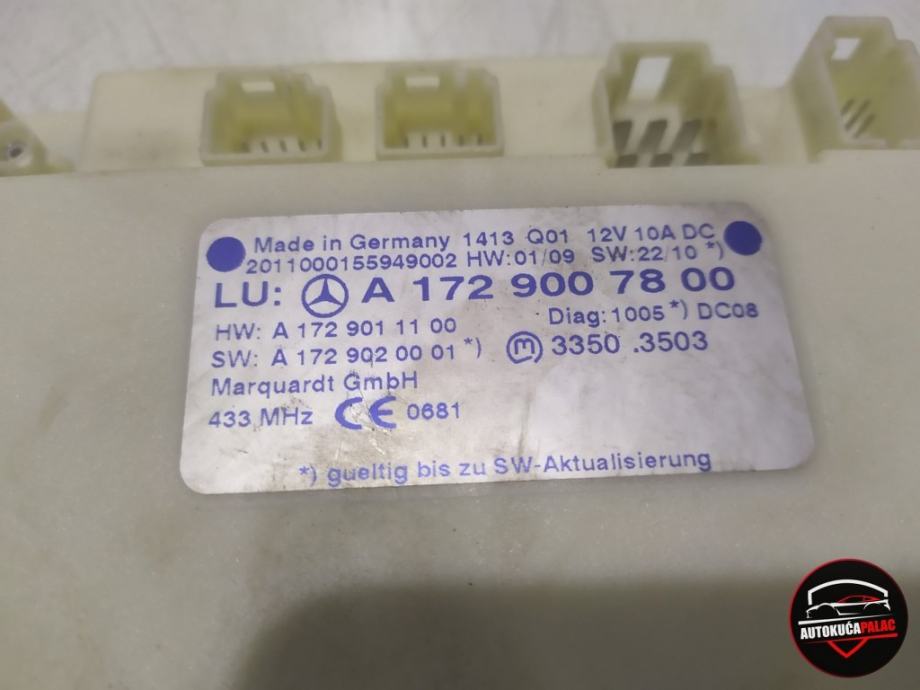 Made in Germany 1413 Q01 12V 10A DC
2011000155949002 HW:01/09 SW:22/10 *)
LU: A 172 900 78 00
Diag:1005 *) DC08
HW: A 172 901 11 00
SW: A 172 902 00 01 *)
m 3350 .3503
Marquardt GmbH
433 MHz CE 0681
*) gueltig bis zu SW-Aktualisierung
AUTOKUĆAPALAC